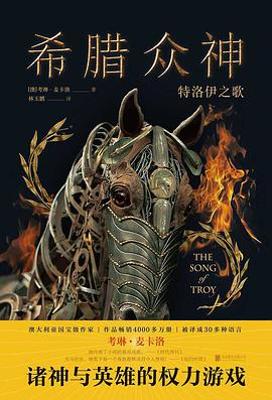 希腊众神
特洛伊之歌
[澳]考琳·麦卡洛 著
林玉鹏 译
THE
SONG
of
TROY
澳大利亚国宝级作家 | 作品畅销4000多万册 | 被译成30多种语言
考琳·麦卡洛
诸神与英雄的权力游戏